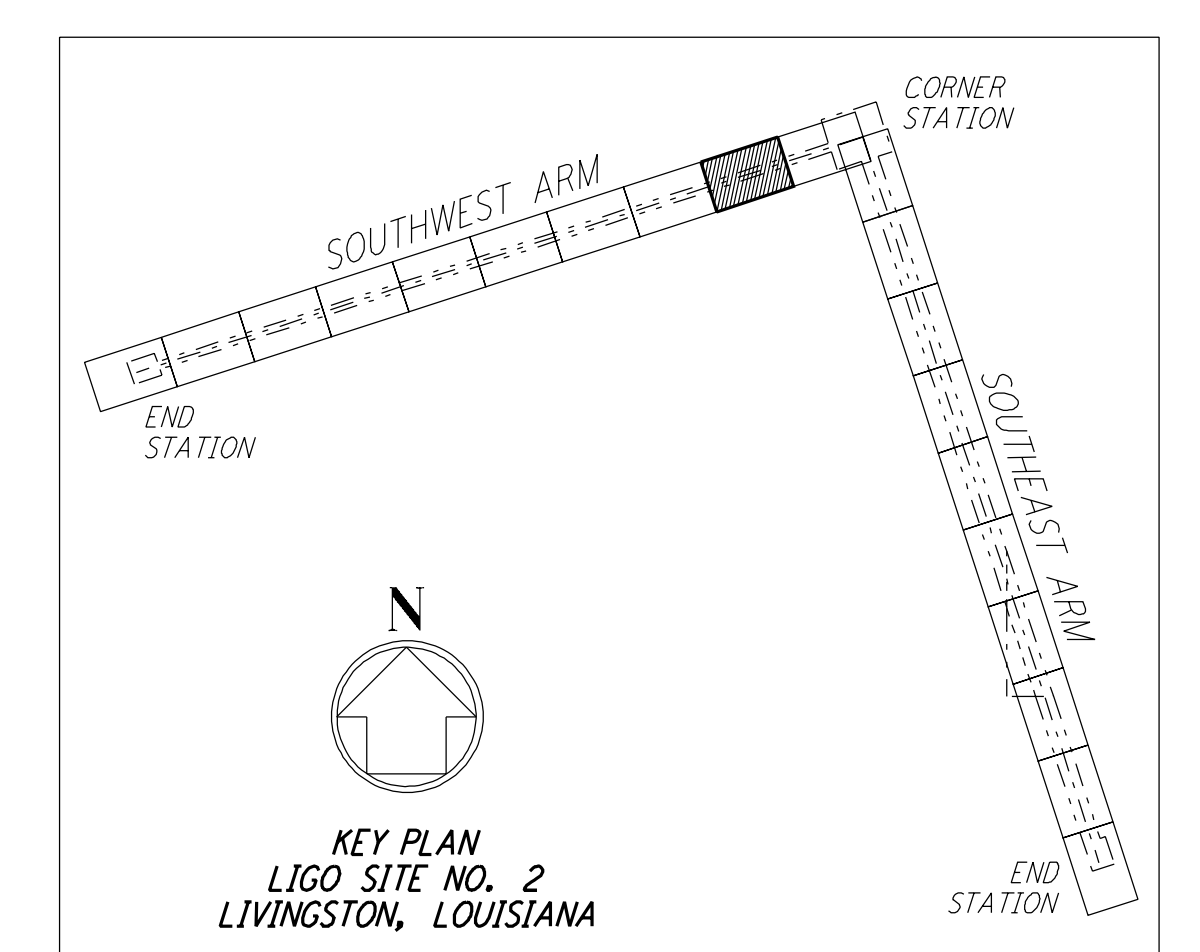 CORNER
STATION
SOUTHWEST ARM
END
STATION
SOUTHEAST ARM
N
KEY PLAN
LIGO SITE NO. 2
LIVINGSTON, LOUISIANA
END
STATION